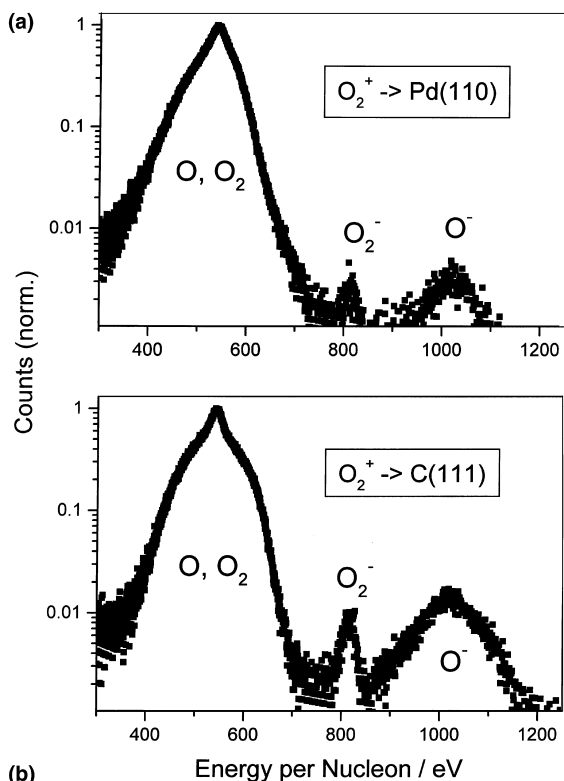 (a)
1
0.1
0.01
O₂⁺ -> Pd(110)
O, O₂
O₂⁻
O⁻
400 600 800 1000 1200
Counts (norm.)
1
0.1
0.01
O₂⁺ -> C(111)
O, O₂
O₂⁻
O⁻
400 600 800 1000 1200
(b)
Energy per Nucleon / eV